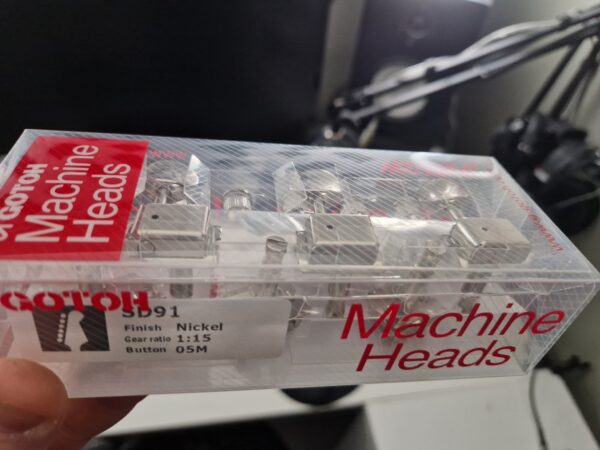 GOTOH
Machine
Heads
GOTOH
SD91
Finish Nickel
Gear ratio 1:15
Button 05M
Machine
Heads